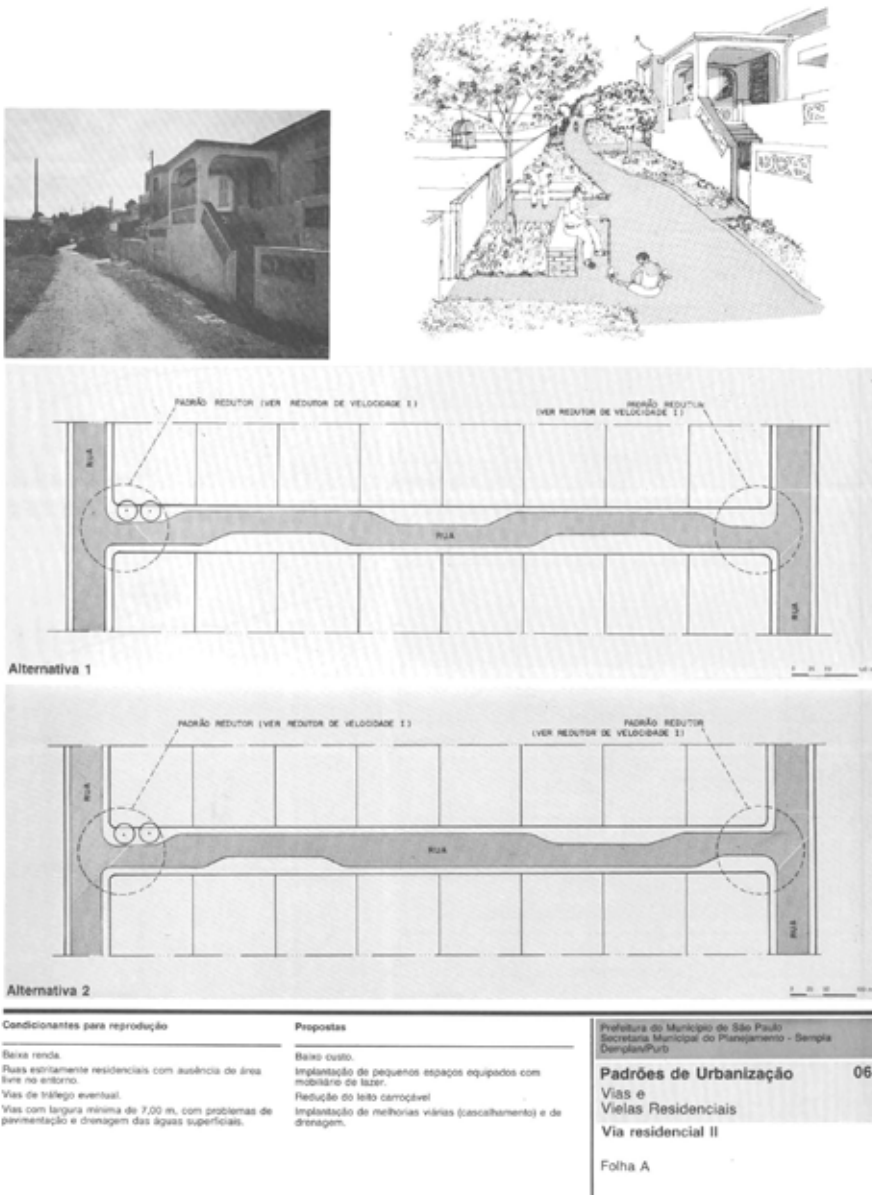 PADRÃO REDUTOR (VER REDUTOR DE VELOCIDADE I)
PADRÃO REDUTOR
(VER REDUTOR DE VELOCIDADE I)
RUA
RUA
RUA
Alternativa 1
PADRÃO REDUTOR (VER REDUTOR DE VELOCIDADE I)
PADRÃO REDUTOR
(VER REDUTOR DE VELOCIDADE I)
RUA
RUA
RUA
Alternativa 2
Condicionantes para reprodução
Baixa renda.
Ruas estritamente residenciais com ausência de área
livre no entorno.
Vias de tráfego eventual.
Vias com largura mínima de 7,00 m, com problemas de
pavimentação e drenagem das águas superficiais.
Propostas
Baixo custo.
Implantação de pequenos espaços equipados com
mobiliário de lazer.
Redução do leito carroçável
Implantação de melhorias viárias (cascalhamento) e de
drenagem.
Prefeitura do Município de São Paulo
Secretaria Municipal do Planejamento - Sempla
Demplan/Purb
Padrões de Urbanização 06
Vias e
Vielas Residenciais
Via residencial II
Folha A